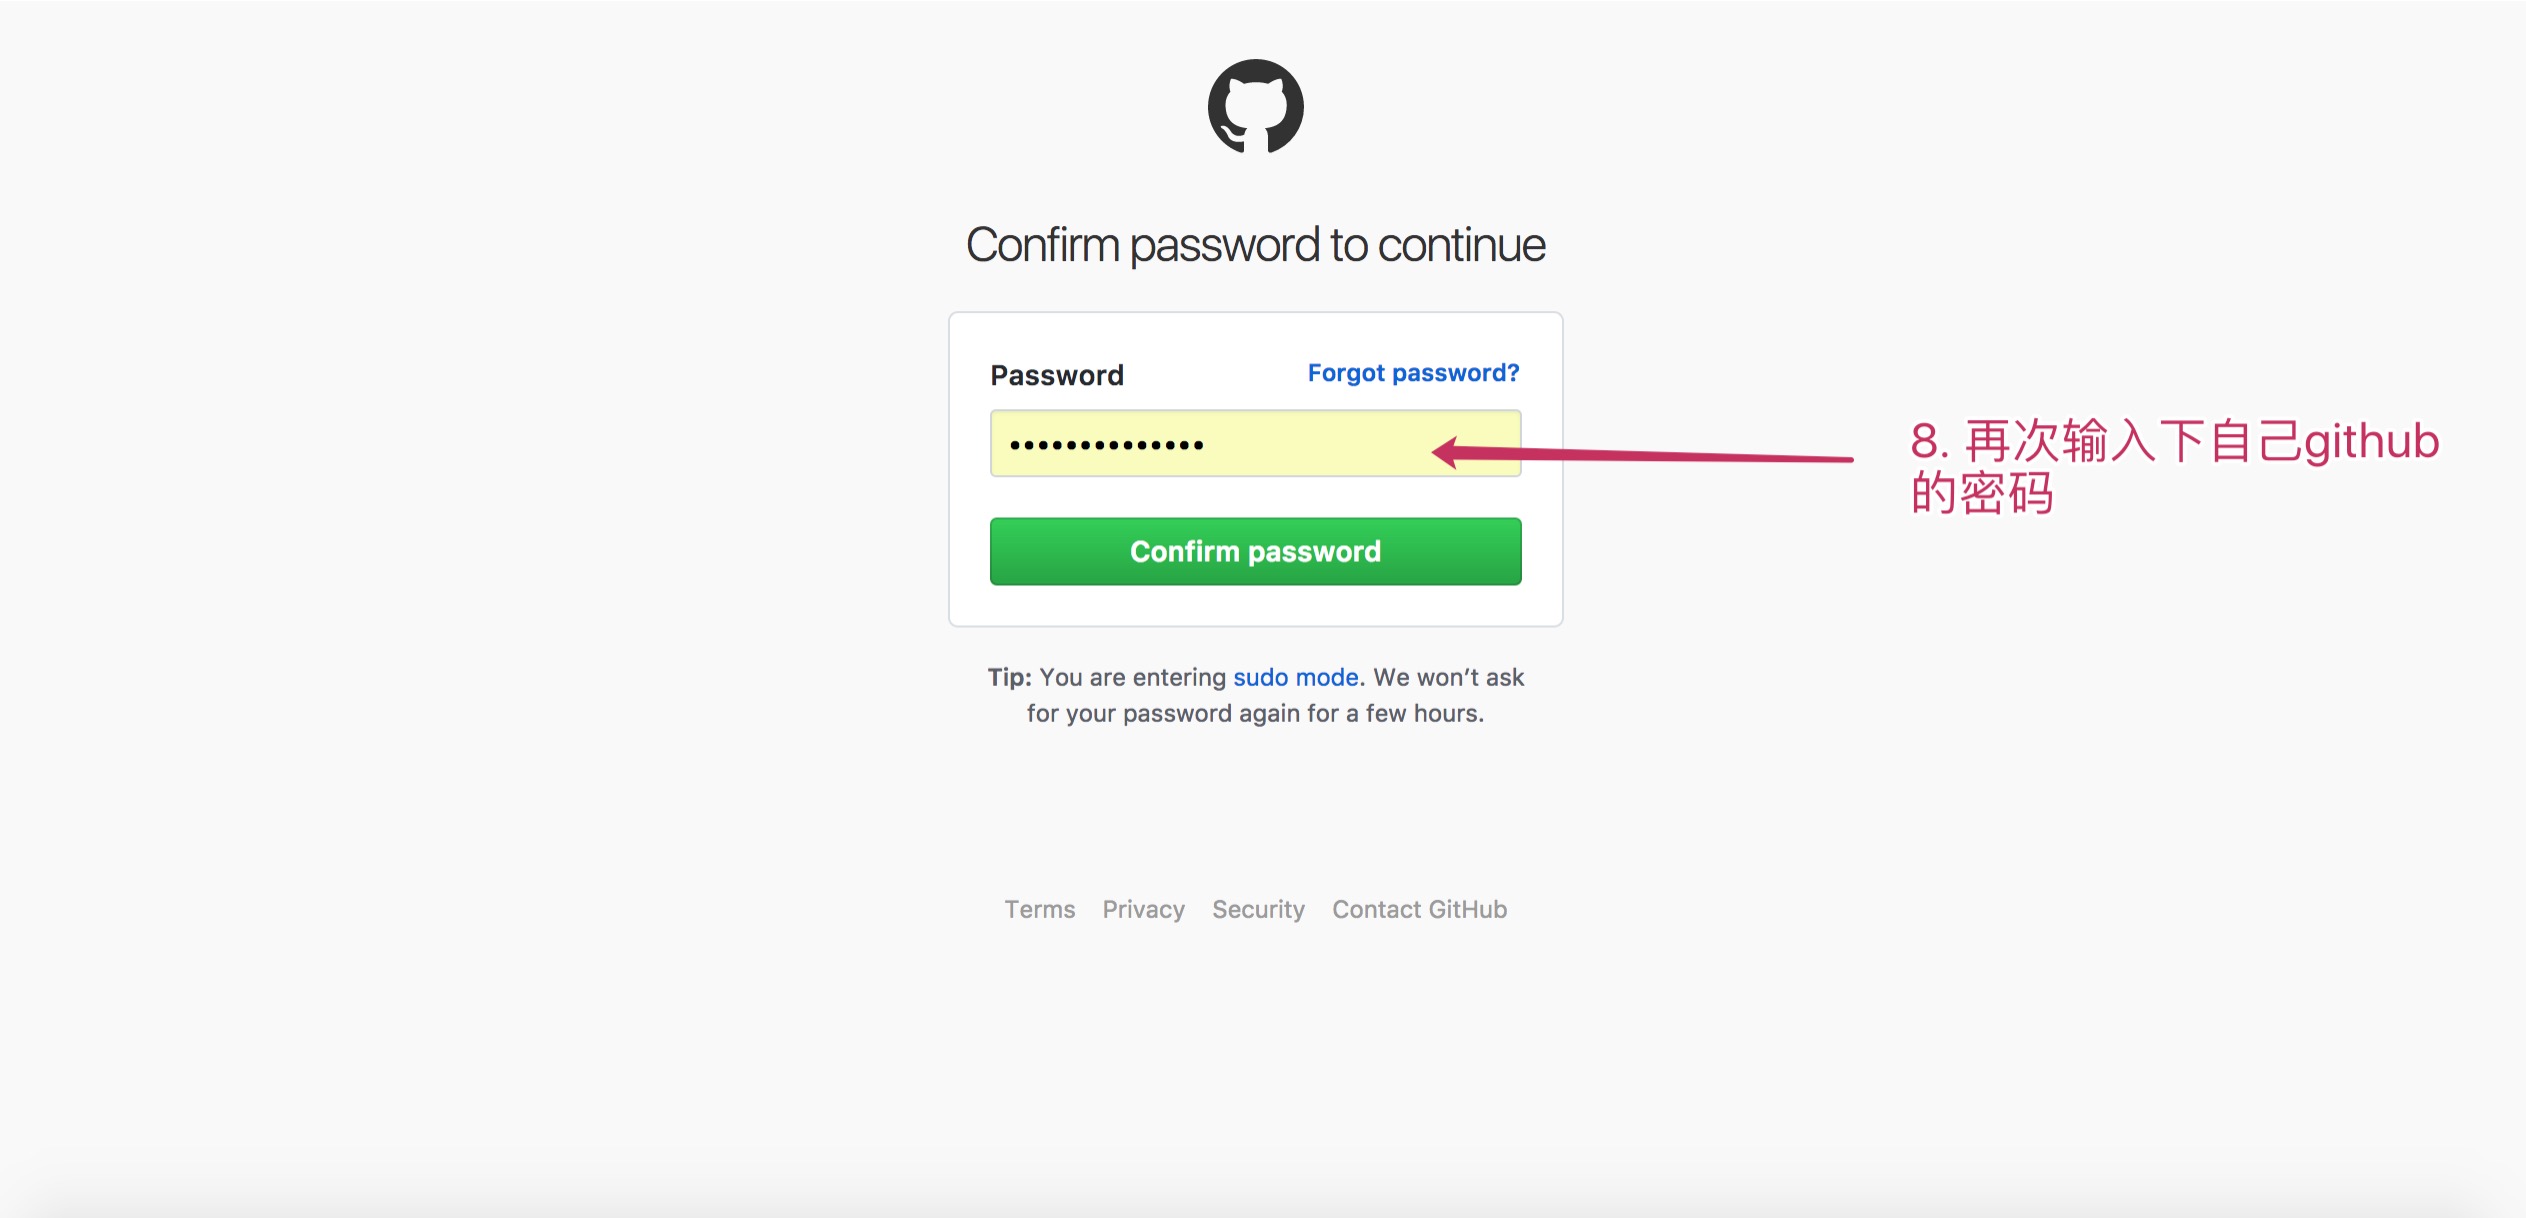 Confirm password to continue
Password
Forgot password?
••••••••••••••
Confirm password
8. 再次输入下自己github
的密码
Tip: You are entering sudo mode. We won’t ask
for your password again for a few hours.
Terms Privacy Security Contact GitHub